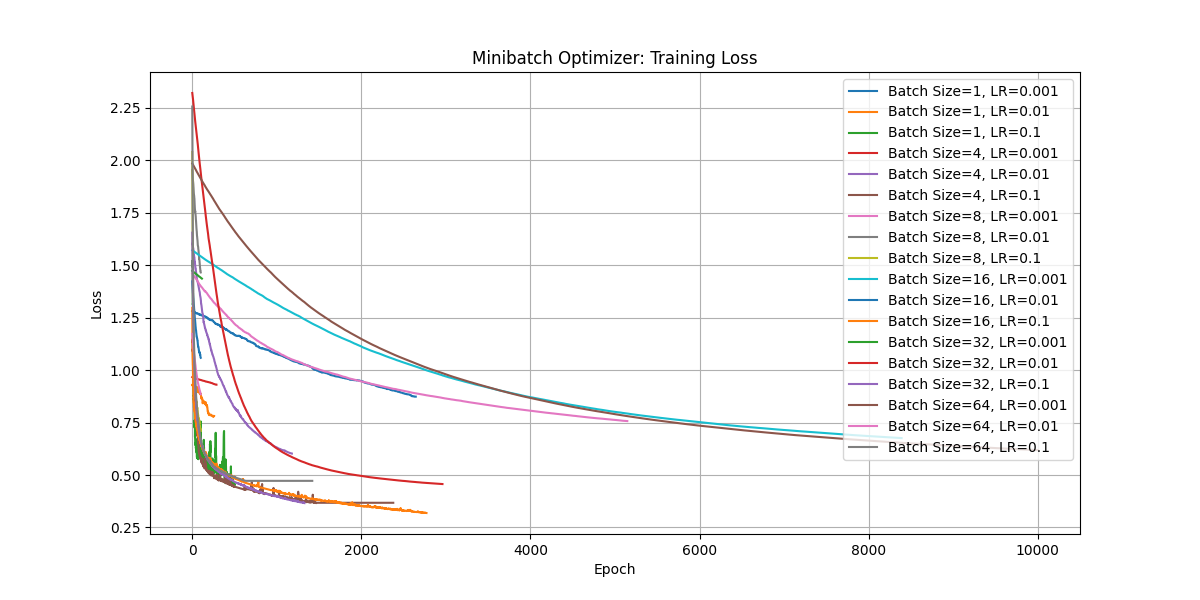 Minibatch Optimizer: Training Loss
Batch Size=1, LR=0.001
Batch Size=1, LR=0.01
Batch Size=1, LR=0.1
Batch Size=4, LR=0.001
Batch Size=4, LR=0.01
Batch Size=4, LR=0.1
Batch Size=8, LR=0.001
Batch Size=8, LR=0.01
Batch Size=8, LR=0.1
Batch Size=16, LR=0.001
Batch Size=16, LR=0.01
Batch Size=16, LR=0.1
Batch Size=32, LR=0.001
Batch Size=32, LR=0.01
Batch Size=32, LR=0.1
Batch Size=64, LR=0.001
Batch Size=64, LR=0.01
Batch Size=64, LR=0.1
Loss
2.25
2.00
1.75
1.50
1.25
1.00
0.75
0.50
0.25
0
2000
4000
6000
8000
10000
Epoch